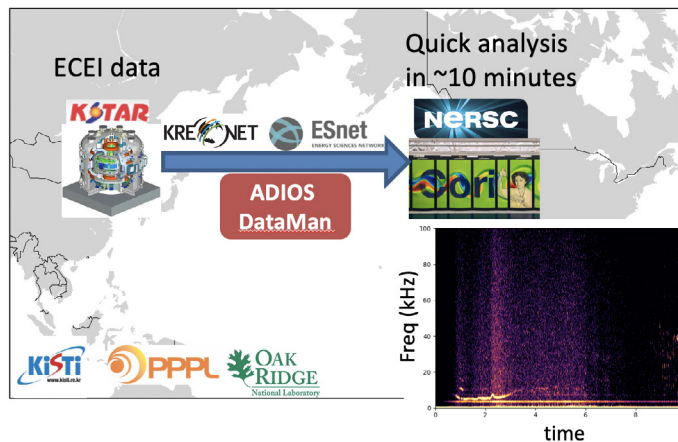 ECEI data
Quick analysis
in ~10 minutes
KSTAR
KREONET
ESnet
ENERGY SCIENCES NETWORK
NERSC
Cori
ADIOS
DataMan
KiSTi
www.kisti.re.kr
PPPL
OAK
RIDGE
National Laboratory
Freq (kHz)
100
80
60
40
20
0
0
2
4
6
8
time